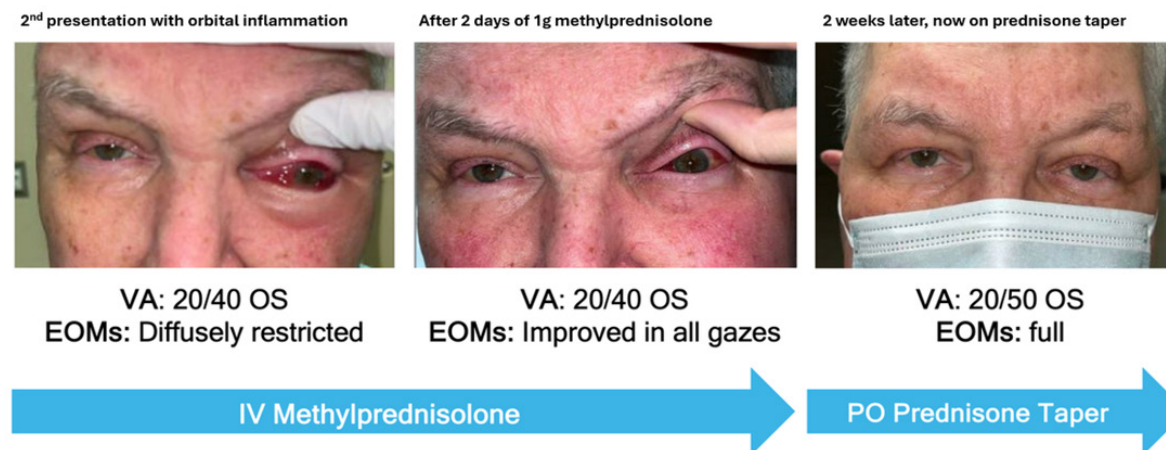 2nd presentation with orbital inflammation
After 2 days of 1g methylprednisolone
2 weeks later, now on prednisone taper
VA: 20/40 OS
EOMs: Diffusely restricted
VA: 20/40 OS
EOMs: Improved in all gazes
VA: 20/50 OS
EOMs: full
IV Methylprednisolone
PO Prednisone Taper